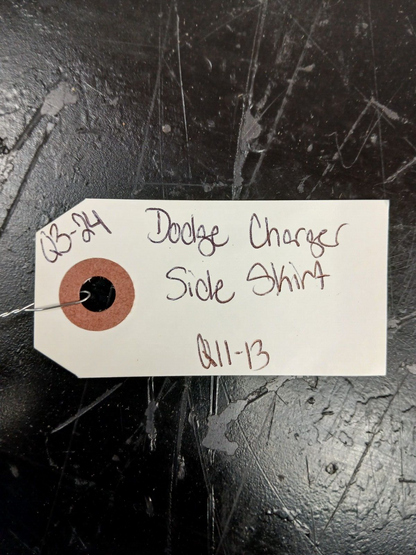 Q3-24
Dodge Charger
Side Skirt
Q11-13